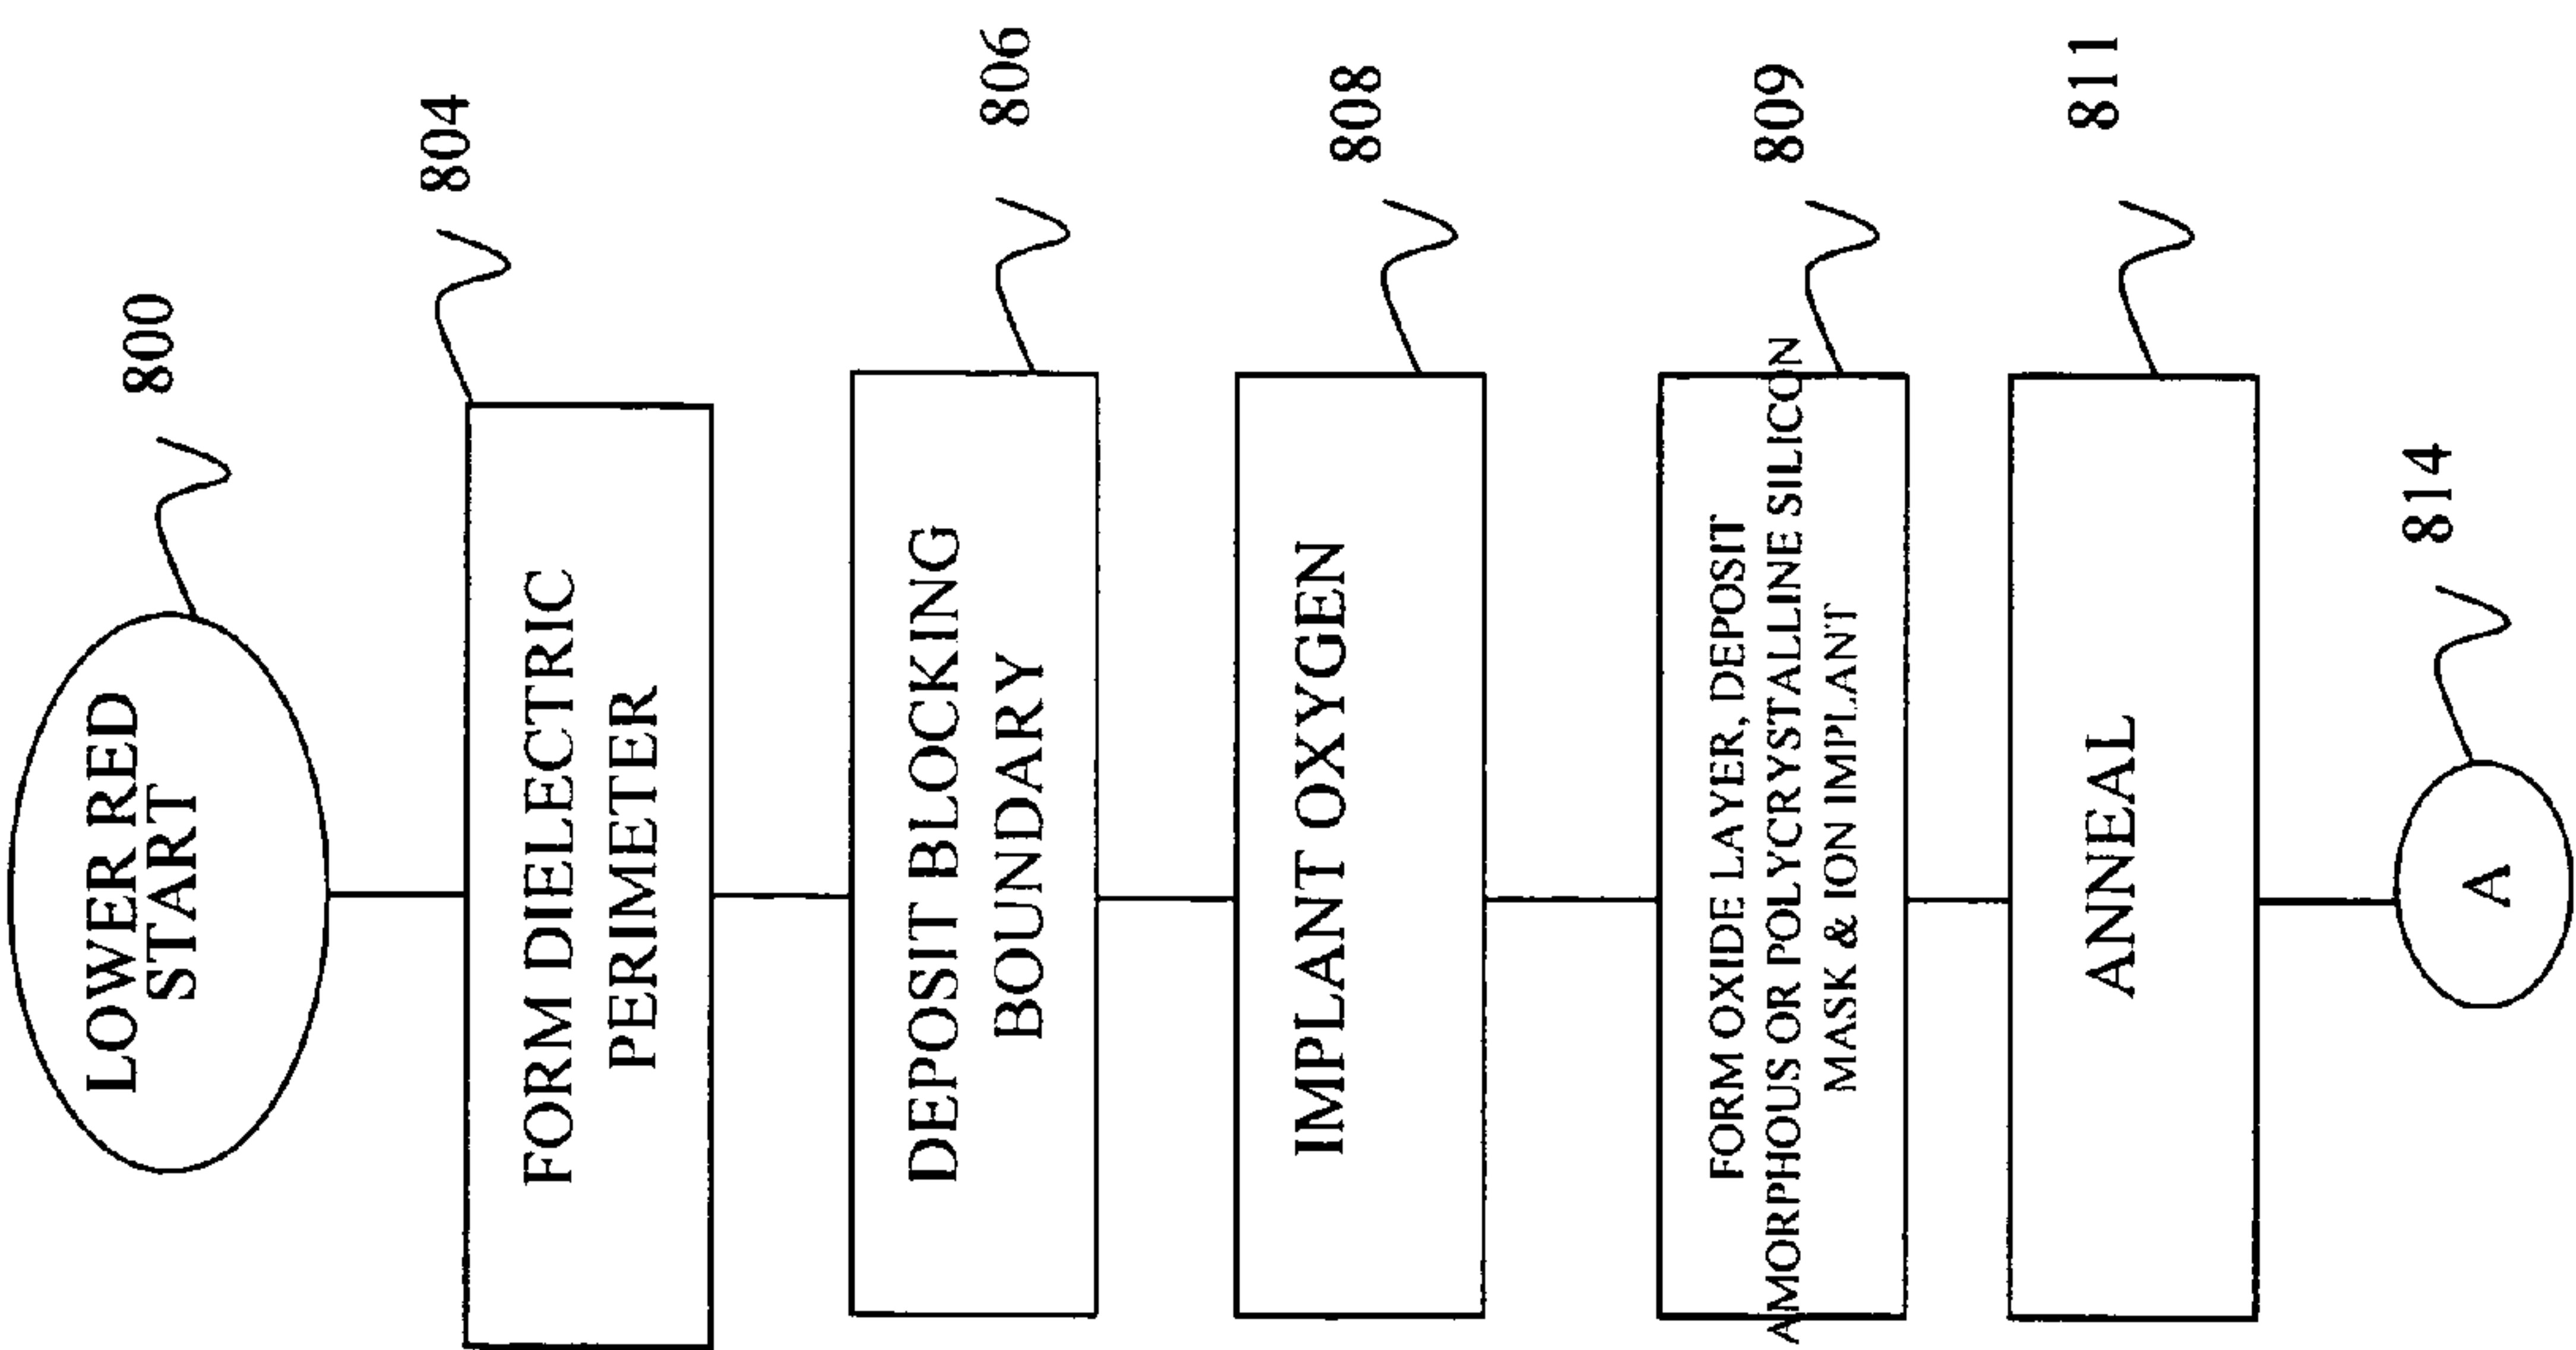 800
LOWER RED
START
804
FORM DIELECTRIC
PERIMETER
806
DEPOSIT BLOCKING
BOUNDARY
808
IMPLANT OXYGEN
809
FORM OXIDE LAYER, DEPOSIT
AMORPHOUS OR POLYCRYSTALLINE SILICON
MASK & ION IMPLANT
811
ANNEAL
814
A